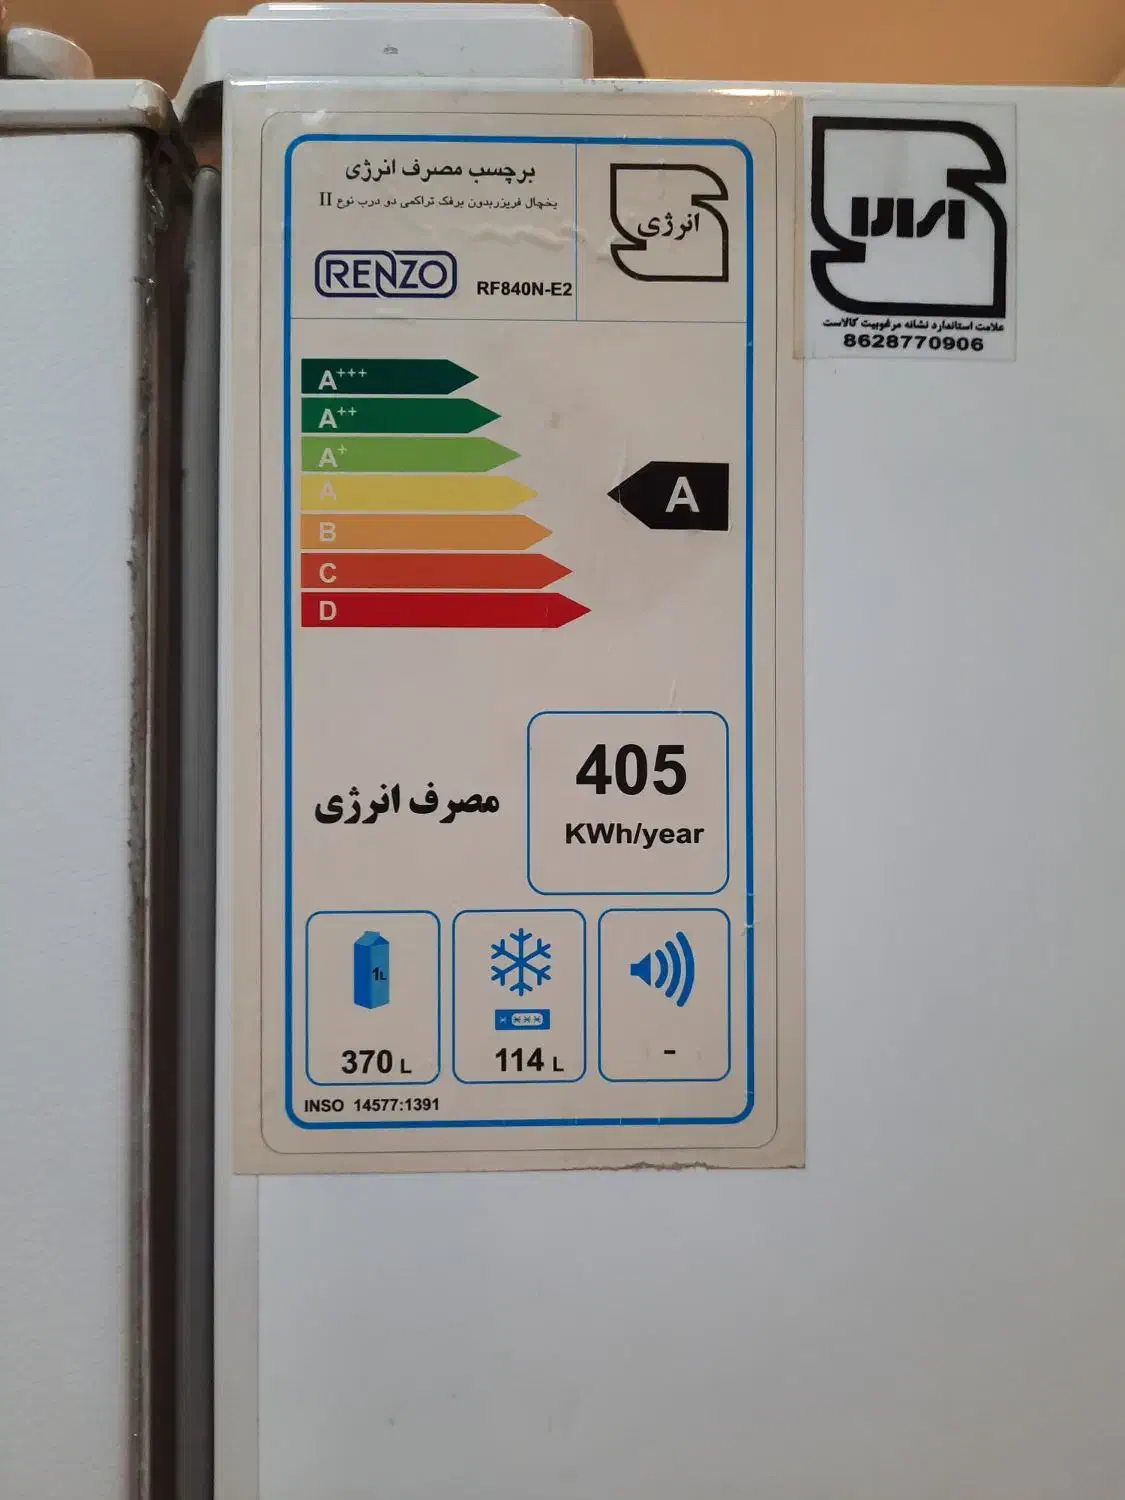 برچسب مصرف انرژی
یخچال فریزربدون برفک تراکمی دو درب نوع II
RENZO
RF840N-E2
انرژی
علامت استاندارد نشانه مرغوبیت کالاست
8628770906
A+++
A++
A+
A
B
C
D
A
405
KWh/year
مصرف انرژی
1L
370 L
114 L
-
INSO 14577:1391